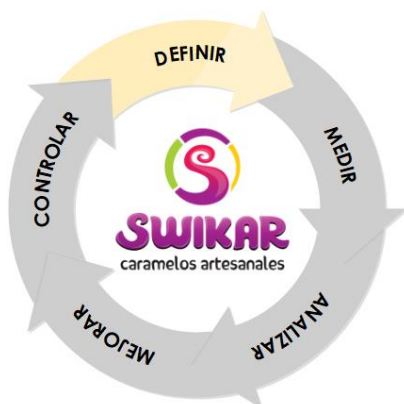 DEFINIR
MEDIR
ANALIZAR
MEJORAR
CONTROLAR
SWIKAR
caramelos artesanales